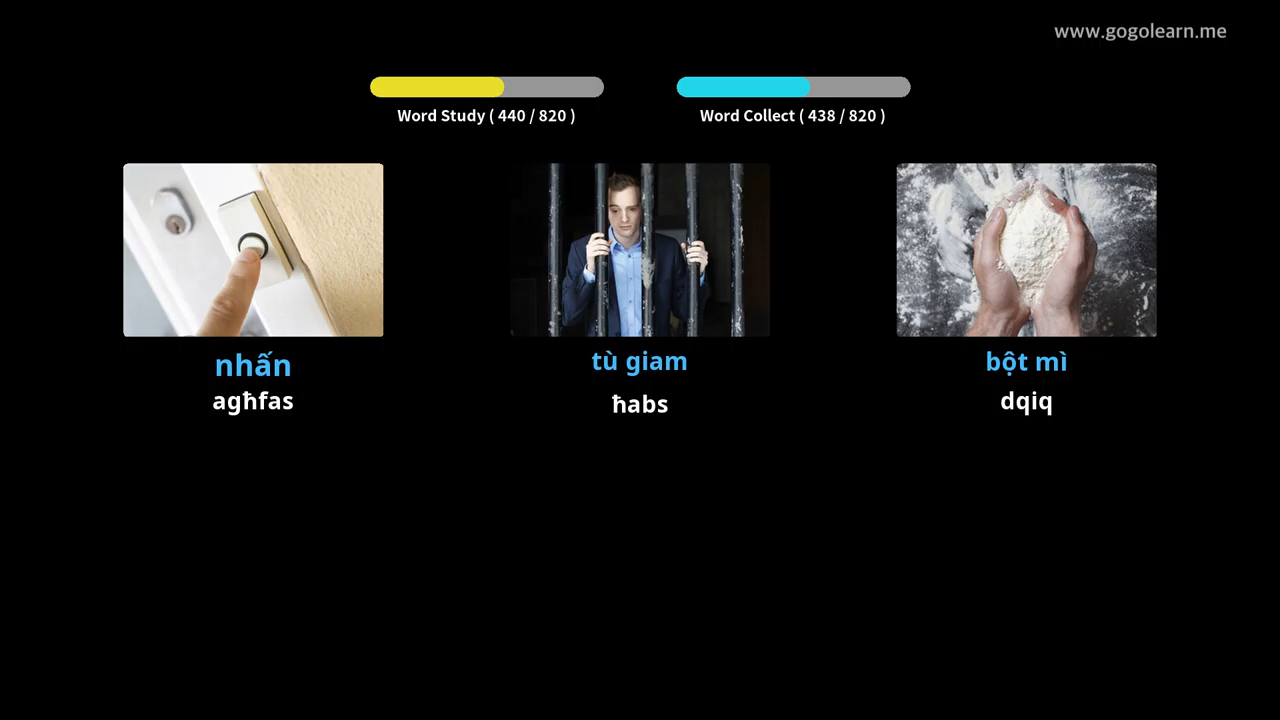 www.gogolearn.me
Word Study ( 440 / 820 )
Word Collect ( 438 / 820 )
nhấn
agħfas
tù giam
ħabs
bột mì
dqiq